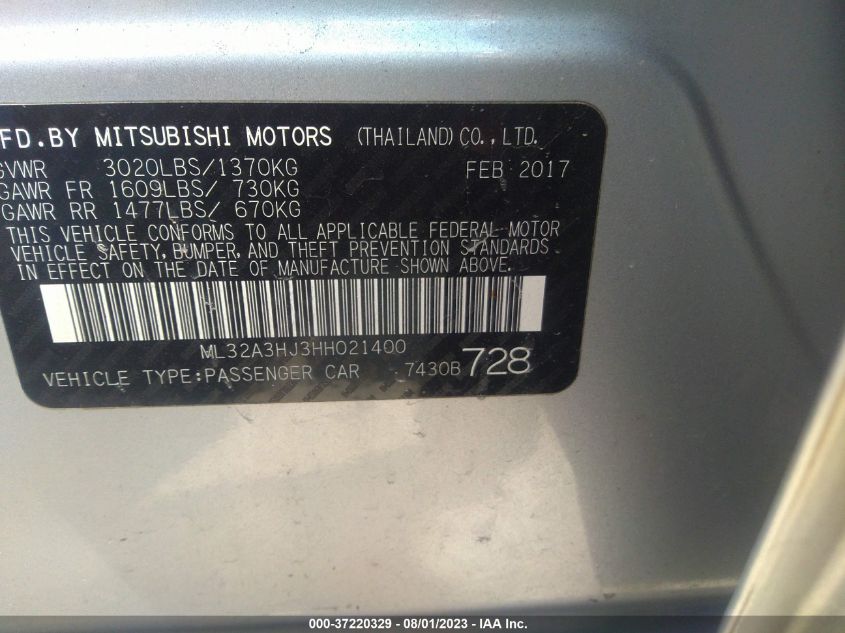 FD. BY MITSUBISHI MOTORS (THAILAND) CO., LTD.
GVWR 3020LBS/1370KG FEB 2017
GAWR FR 1609LBS/ 730KG
GAWR RR 1477LBS/ 670KG
THIS VEHICLE CONFORMS TO ALL APPLICABLE FEDERAL MOTOR
VEHICLE SAFETY, BUMPER, AND THEFT PREVENTION STANDARDS
IN EFFECT ON THE DATE OF MANUFACTURE SHOWN ABOVE.
ML32A3HJ3HH021400
VEHICLE TYPE:PASSENGER CAR 7430B 728
000-37220329 - 08/01/2023 - IAA Inc.